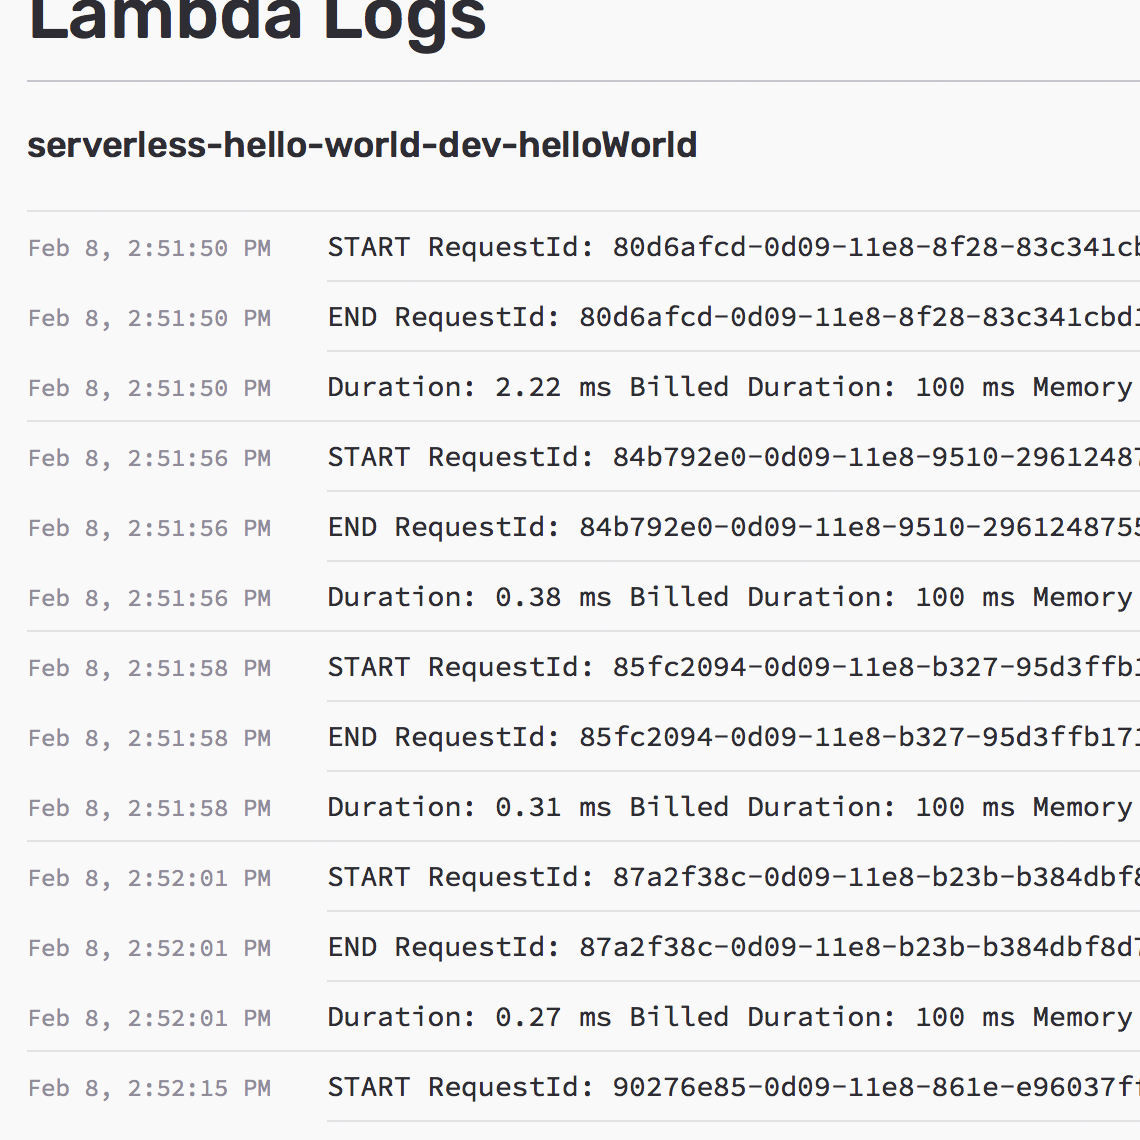 Lambda Logs
serverless-hello-world-dev-helloWorld
Feb 8, 2:51:50 PM START RequestId: 80d6afcd-0d09-11e8-8f28-83c341cb
Feb 8, 2:51:50 PM END RequestId: 80d6afcd-0d09-11e8-8f28-83c341cbd1
Feb 8, 2:51:50 PM Duration: 2.22 ms Billed Duration: 100 ms Memory
Feb 8, 2:51:56 PM START RequestId: 84b792e0-0d09-11e8-9510-29612487
Feb 8, 2:51:56 PM END RequestId: 84b792e0-0d09-11e8-9510-2961248755
Feb 8, 2:51:56 PM Duration: 0.38 ms Billed Duration: 100 ms Memory
Feb 8, 2:51:58 PM START RequestId: 85fc2094-0d09-11e8-b327-95d3ffb1
Feb 8, 2:51:58 PM END RequestId: 85fc2094-0d09-11e8-b327-95d3ffb171
Feb 8, 2:51:58 PM Duration: 0.31 ms Billed Duration: 100 ms Memory
Feb 8, 2:52:01 PM START RequestId: 87a2f38c-0d09-11e8-b23b-b384dbf8
Feb 8, 2:52:01 PM END RequestId: 87a2f38c-0d09-11e8-b23b-b384dbf8d7
Feb 8, 2:52:01 PM Duration: 0.27 ms Billed Duration: 100 ms Memory
Feb 8, 2:52:15 PM START RequestId: 90276e85-0d09-11e8-861e-e96037ff